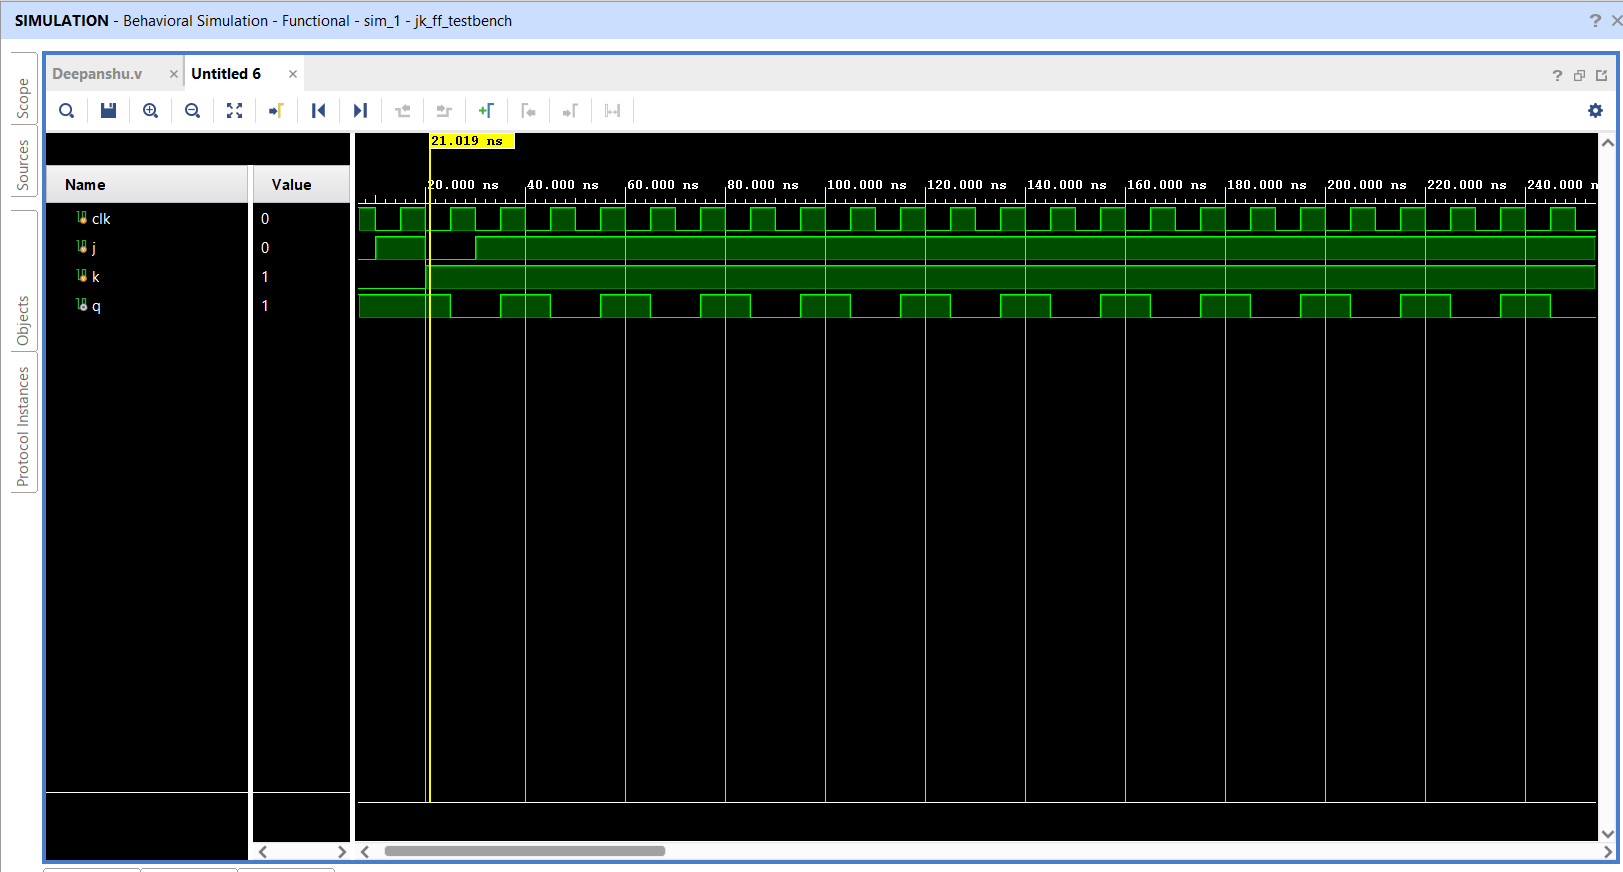 SIMULATION - Behavioral Simulation - Functional - sim_1 - jk_ff_testbench
Scope
Sources
Objects
Protocol Instances
Deepanshu.v
Untitled 6
21.019 ns
Name Value
20.000 ns 40.000 ns 60.000 ns 80.000 ns 100.000 ns 120.000 ns 140.000 ns 160.000 ns 180.000 ns 200.000 ns 220.000 ns 240.000 n
clk 0
j 0
k 1
q 1